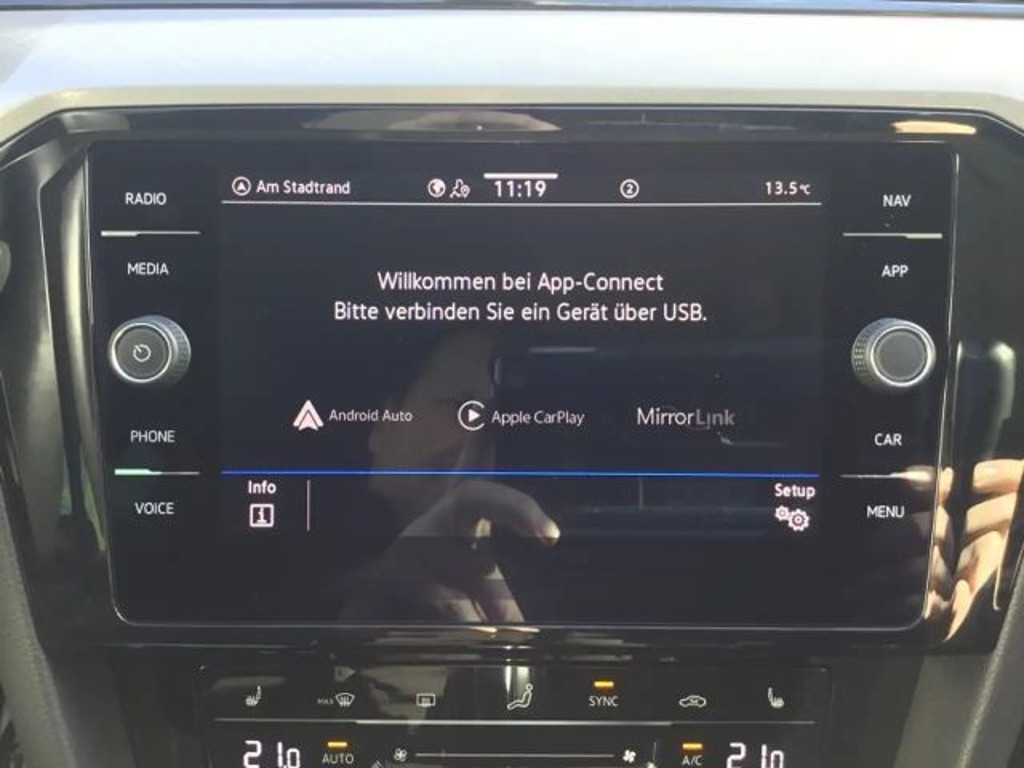 RADIO
MEDIA
PHONE
VOICE
Am Stadtrand
11:19
2
13.5°C
Willkommen bei App-Connect
Bitte verbinden Sie ein Gerät über USB.
Android Auto
Apple CarPlay
MirrorLink
Info
Setup
NAV
APP
CAR
MENU
MAX
SYNC
21.0
AUTO
A/C
21.0